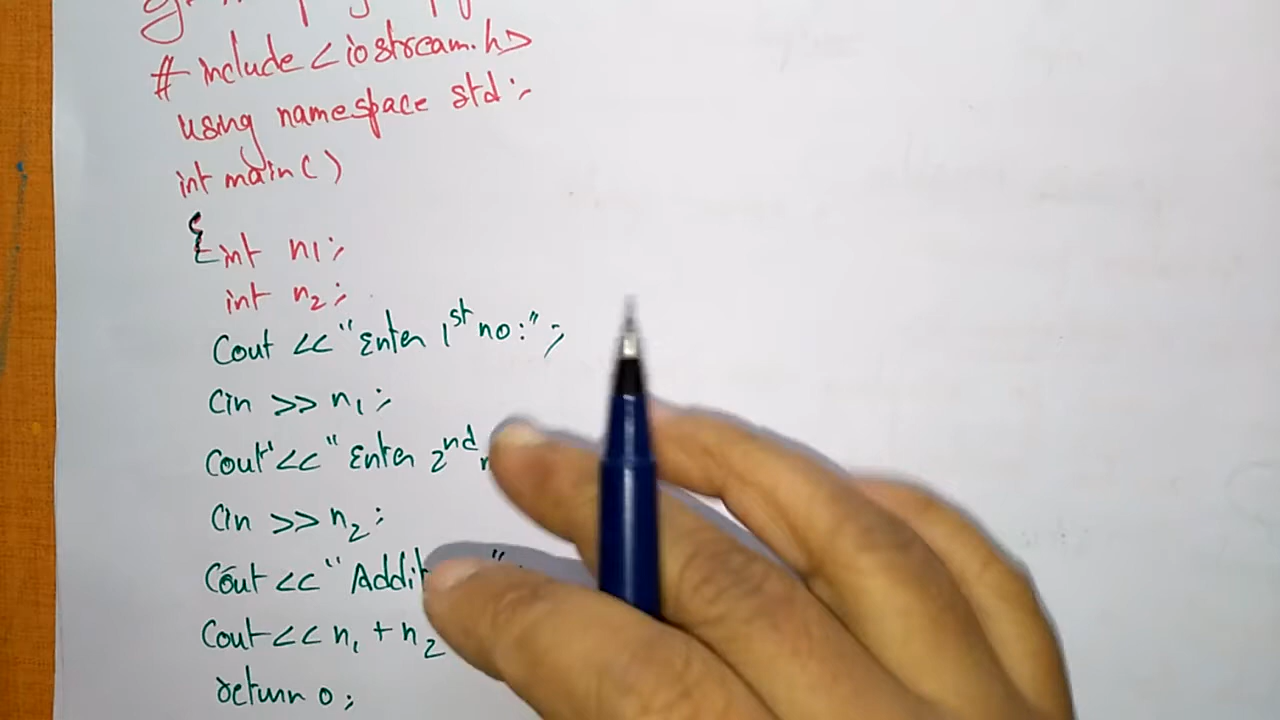 # include <iostream.h>
using namespace std;
int main( )
{ int n1;
int n2;
Cout << "Enter 1st no:";
Cin >> n1;
Cout << "Enter 2nd
Cin >> n2;
Cout << "Addit ";
Cout << n1 + n2
return 0;